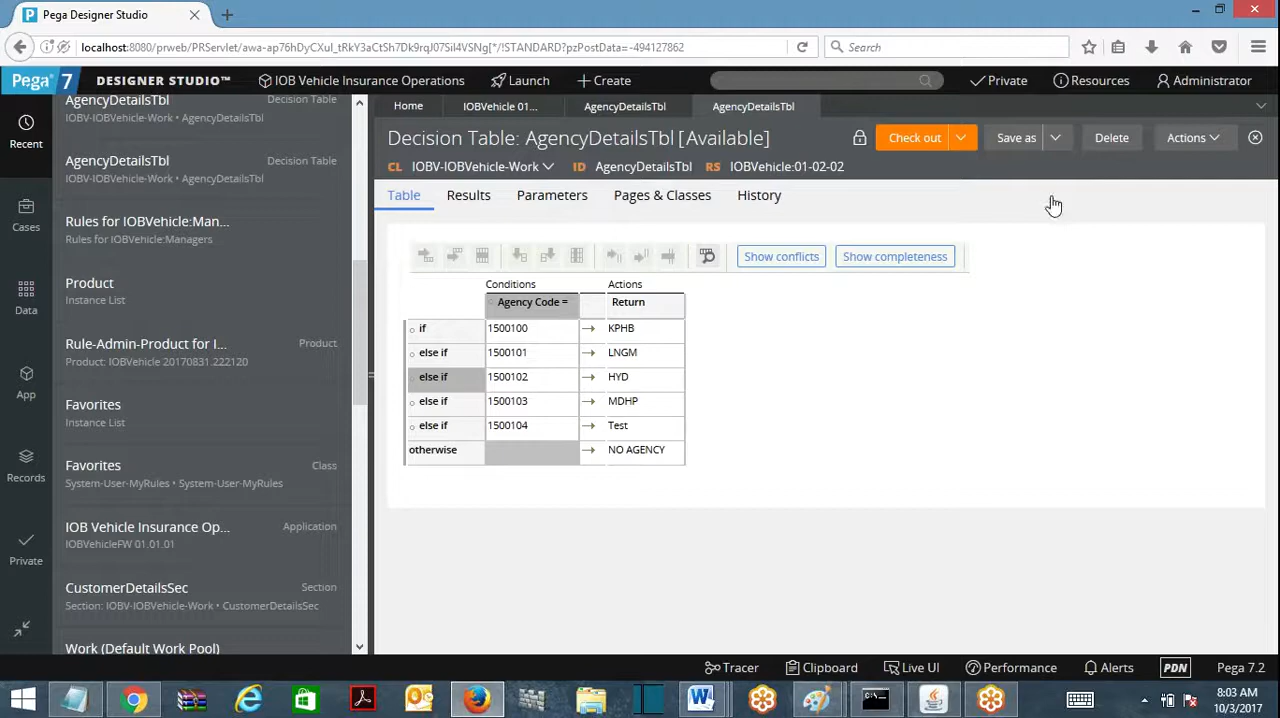 Pega Designer Studio
localhost:8080/prweb/PRServlet/awa-ap76hDyCXul_tRkY3aCtSh7Dk9rqJ07Sil4VSNg[*/!STANDARD?pzPostData=-494127862
Search
Pega 7 DESIGNER STUDIO™ IOB Vehicle Insurance Operations Launch Create Private Resources Administrator
AgencyDetailsTbl Decision Table
IOBV-IOBVehicle-Work • AgencyDetailsTbl
Home IOBVehicle 01... AgencyDetailsTbl AgencyDetailsTbl
Decision Table: AgencyDetailsTbl [Available] Check out Save as Delete Actions
Recent
AgencyDetailsTbl Decision Table
IOBV-IOBVehicle-Work • AgencyDetailsTbl
CL IOBV-IOBVehicle-Work ID AgencyDetailsTbl RS IOBVehicle:01-02-02
Table Results Parameters Pages & Classes History
Cases
Rules for IOBVehicle:Man...
Rules for IOBVehicle:Managers
Show conflicts Show completeness
Data
Product
Instance List
Conditions Actions
Agency Code = Return
if 1500100 KPHB
else if 1500101 LNGM
else if 1500102 HYD
else if 1500103 MDHP
else if 1500104 Test
otherwise NO AGENCY
Rule-Admin-Product for I... Product
Product: IOBVehicle 20170831.222120
App
Favorites
Instance List
Records
Favorites Class
System-User-MyRules • System-User-MyRules
IOB Vehicle Insurance Op... Application
IOBVehicleFW 01.01.01
Private
CustomerDetailsSec Section
Section: IOBV-IOBVehicle-Work • CustomerDetailsSec
Work (Default Work Pool)
Tracer Clipboard Live UI Performance Alerts PDN Pega 7.2
8:03 AM
10/3/2017